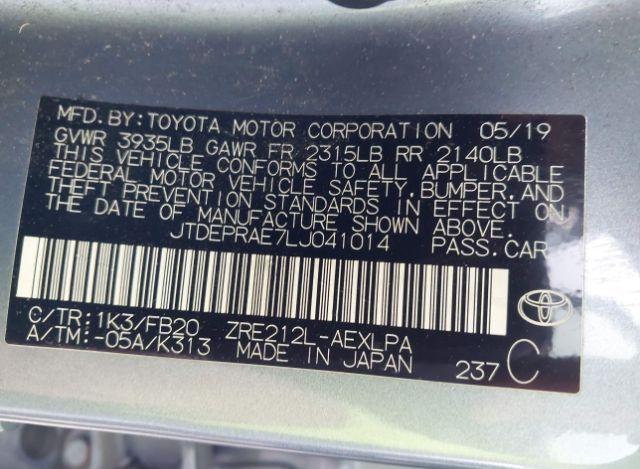 MFD.BY:TOYOTA MOTOR CORPORATION 05/19
GVWR 3935LB GAWR FR 2315LB RR 2140LB
THIS VEHICLE CONFORMS TO ALL APPLICABLE
FEDERAL MOTOR VEHICLE SAFETY,BUMPER,AND
THEFT PREVENTION STANDARDS IN EFFECT ON
THE DATE OF MANUFACTURE SHOWN ABOVE.
JTDEPRAE7LJ041014 PASS.CAR
C/TR:1K3/FB20 ZRE212L-AEXLPA
A/TM:-05A/K313 MADE IN JAPAN
237 C